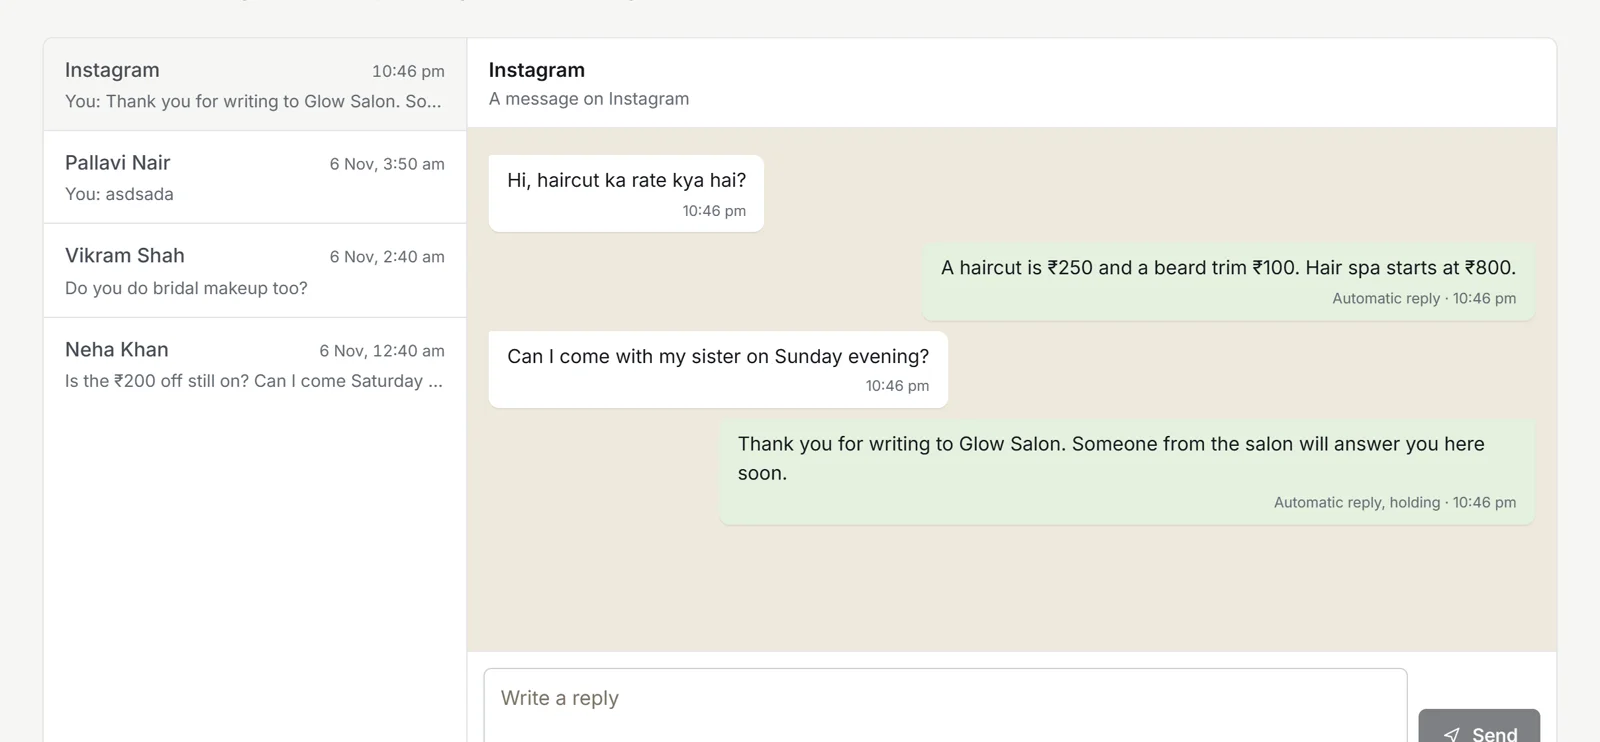 Instagram
10:46 pm
You: Thank you for writing to Glow Salon. So...
Pallavi Nair
6 Nov, 3:50 am
You: asdsada
Vikram Shah
6 Nov, 2:40 am
Do you do bridal makeup too?
Neha Khan
6 Nov, 12:40 am
Is the ₹200 off still on? Can I come Saturday ...
Instagram
A message on Instagram
Hi, haircut ka rate kya hai?
10:46 pm
A haircut is ₹250 and a beard trim ₹100. Hair spa starts at ₹800.
Automatic reply · 10:46 pm
Can I come with my sister on Sunday evening?
10:46 pm
Thank you for writing to Glow Salon. Someone from the salon will answer you here
soon.
Automatic reply, holding · 10:46 pm
Write a reply
Send